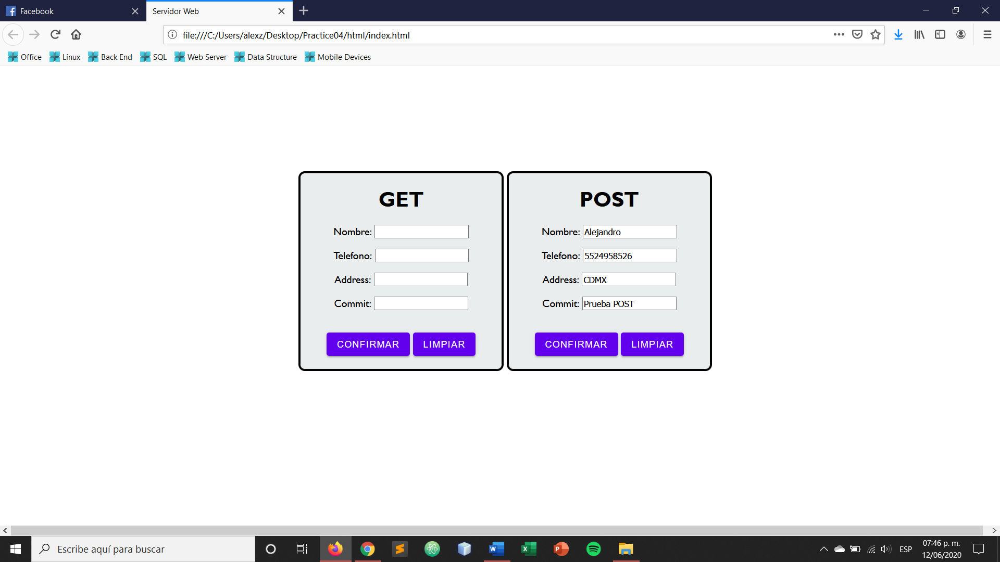 Facebook
Servidor Web
file:///C:/Users/alexz/Desktop/Practice04/html/index.html
Office Linux Back End SQL Web Server Data Structure Mobile Devices
GET
Nombre:
Telefono:
Address:
Commit:
CONFIRMAR LIMPIAR
POST
Nombre: Alejandro
Telefono: 5524958526
Address: CDMX
Commit: Prueba POST
CONFIRMAR LIMPIAR
Escribe aquí para buscar
ESP
07:46 p. m.
12/06/2020